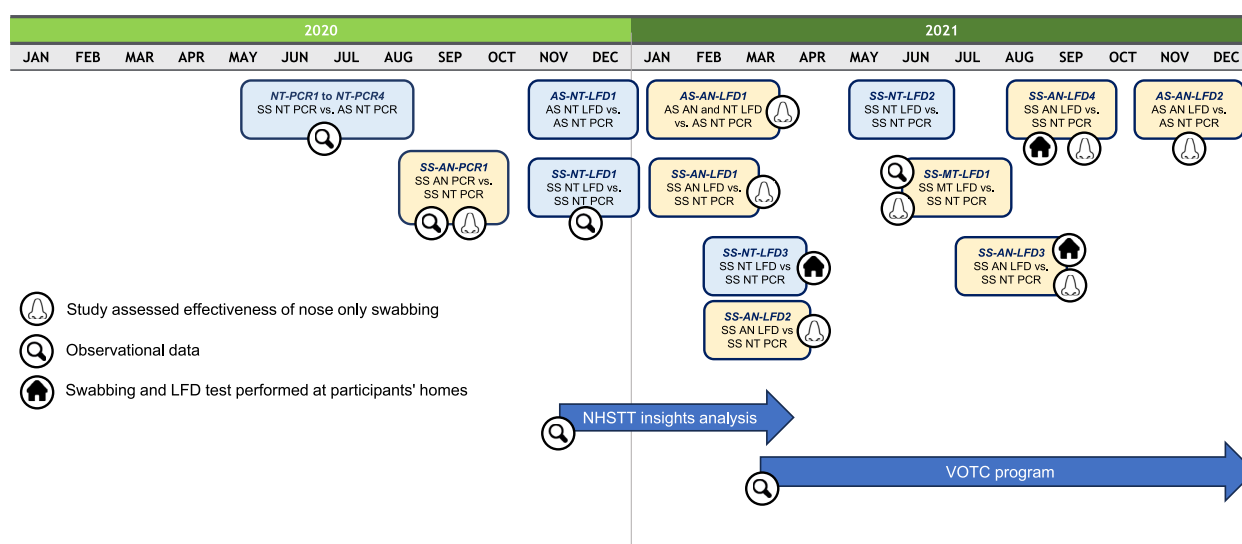 2020
2021
JAN FEB MAR APR MAY JUN JUL AUG SEP OCT NOV DEC JAN FEB MAR APR MAY JUN JUL AUG SEP OCT NOV DEC
NT-PCR1 to NT-PCR4
SS NT PCR vs. AS NT PCR
AS-NT-LFD1
AS NT LFD vs.
AS NT PCR
AS-AN-LFD1
AS AN and NT LFD
vs. AS NT PCR
SS-NT-LFD2
SS NT LFD vs.
SS NT PCR
SS-AN-LFD4
SS AN LFD vs.
SS NT PCR
AS-AN-LFD2
AS AN LFD vs.
AS NT PCR
SS-AN-PCR1
SS AN PCR vs.
SS NT PCR
SS-NT-LFD1
SS NT LFD vs.
SS NT PCR
SS-AN-LFD1
SS AN LFD vs.
SS NT PCR
SS-MT-LFD1
SS MT LFD vs.
SS NT PCR
SS-NT-LFD3
SS NT LFD vs
SS NT PCR
SS-AN-LFD3
SS AN LFD vs.
SS NT PCR
SS-AN-LFD2
SS AN LFD vs
SS NT PCR
Study assessed effectiveness of nose only swabbing
Observational data
Swabbing and LFD test performed at participants' homes
NHSTT insights analysis
VOTC program